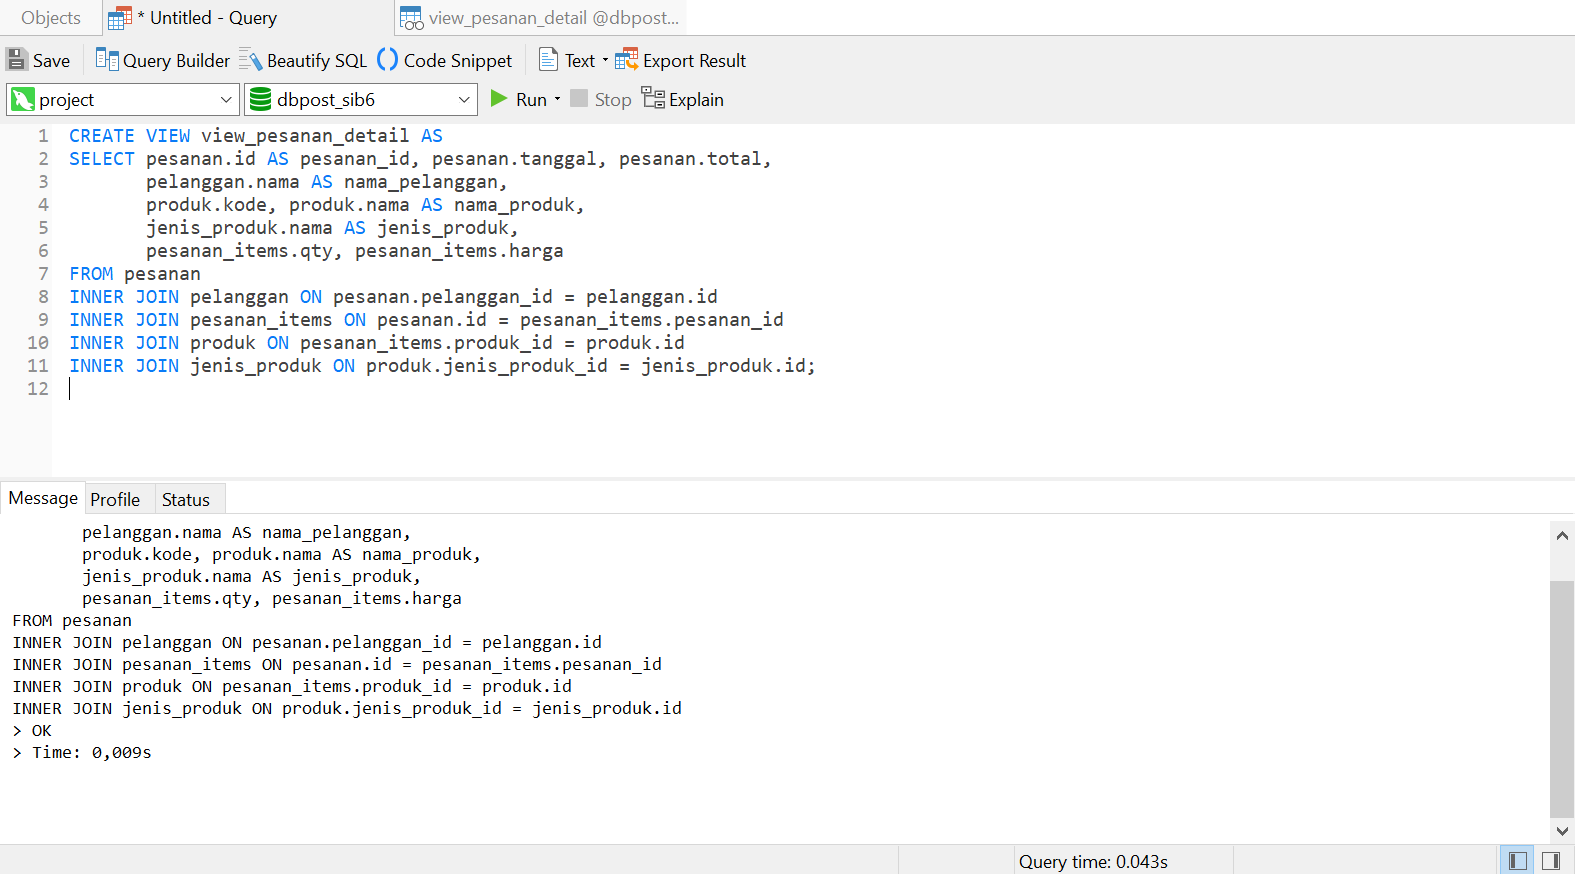 Objects
* Untitled - Query
view_pesanan_detail @dbpost...
Save
Query Builder
Beautify SQL
Code Snippet
Text
Export Result
project
dbpost_sib6
Run
Stop
Explain
1 CREATE VIEW view_pesanan_detail AS
2 SELECT pesanan.id AS pesanan_id, pesanan.tanggal, pesanan.total,
3        pelanggan.nama AS nama_pelanggan,
4        produk.kode, produk.nama AS nama_produk,
5        jenis_produk.nama AS jenis_produk,
6        pesanan_items.qty, pesanan_items.harga
7 FROM pesanan
8 INNER JOIN pelanggan ON pesanan.pelanggan_id = pelanggan.id
9 INNER JOIN pesanan_items ON pesanan.id = pesanan_items.pesanan_id
10 INNER JOIN produk ON pesanan_items.produk_id = produk.id
11 INNER JOIN jenis_produk ON produk.jenis_produk_id = jenis_produk.id;
12
Message
Profile
Status
       pelanggan.nama AS nama_pelanggan,
       produk.kode, produk.nama AS nama_produk,
       jenis_produk.nama AS jenis_produk,
       pesanan_items.qty, pesanan_items.harga
FROM pesanan
INNER JOIN pelanggan ON pesanan.pelanggan_id = pelanggan.id
INNER JOIN pesanan_items ON pesanan.id = pesanan_items.pesanan_id
INNER JOIN produk ON pesanan_items.produk_id = produk.id
INNER JOIN jenis_produk ON produk.jenis_produk_id = jenis_produk.id
> OK
> Time: 0,009s
Query time: 0.043s